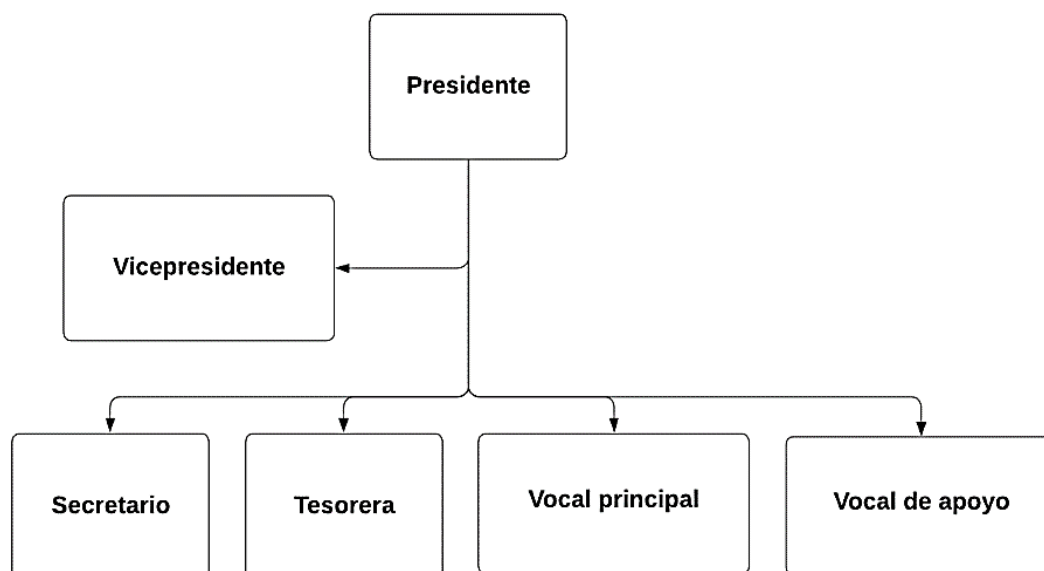 Presidente
Vicepresidente
Secretario
Tesorera
Vocal principal
Vocal de apoyo